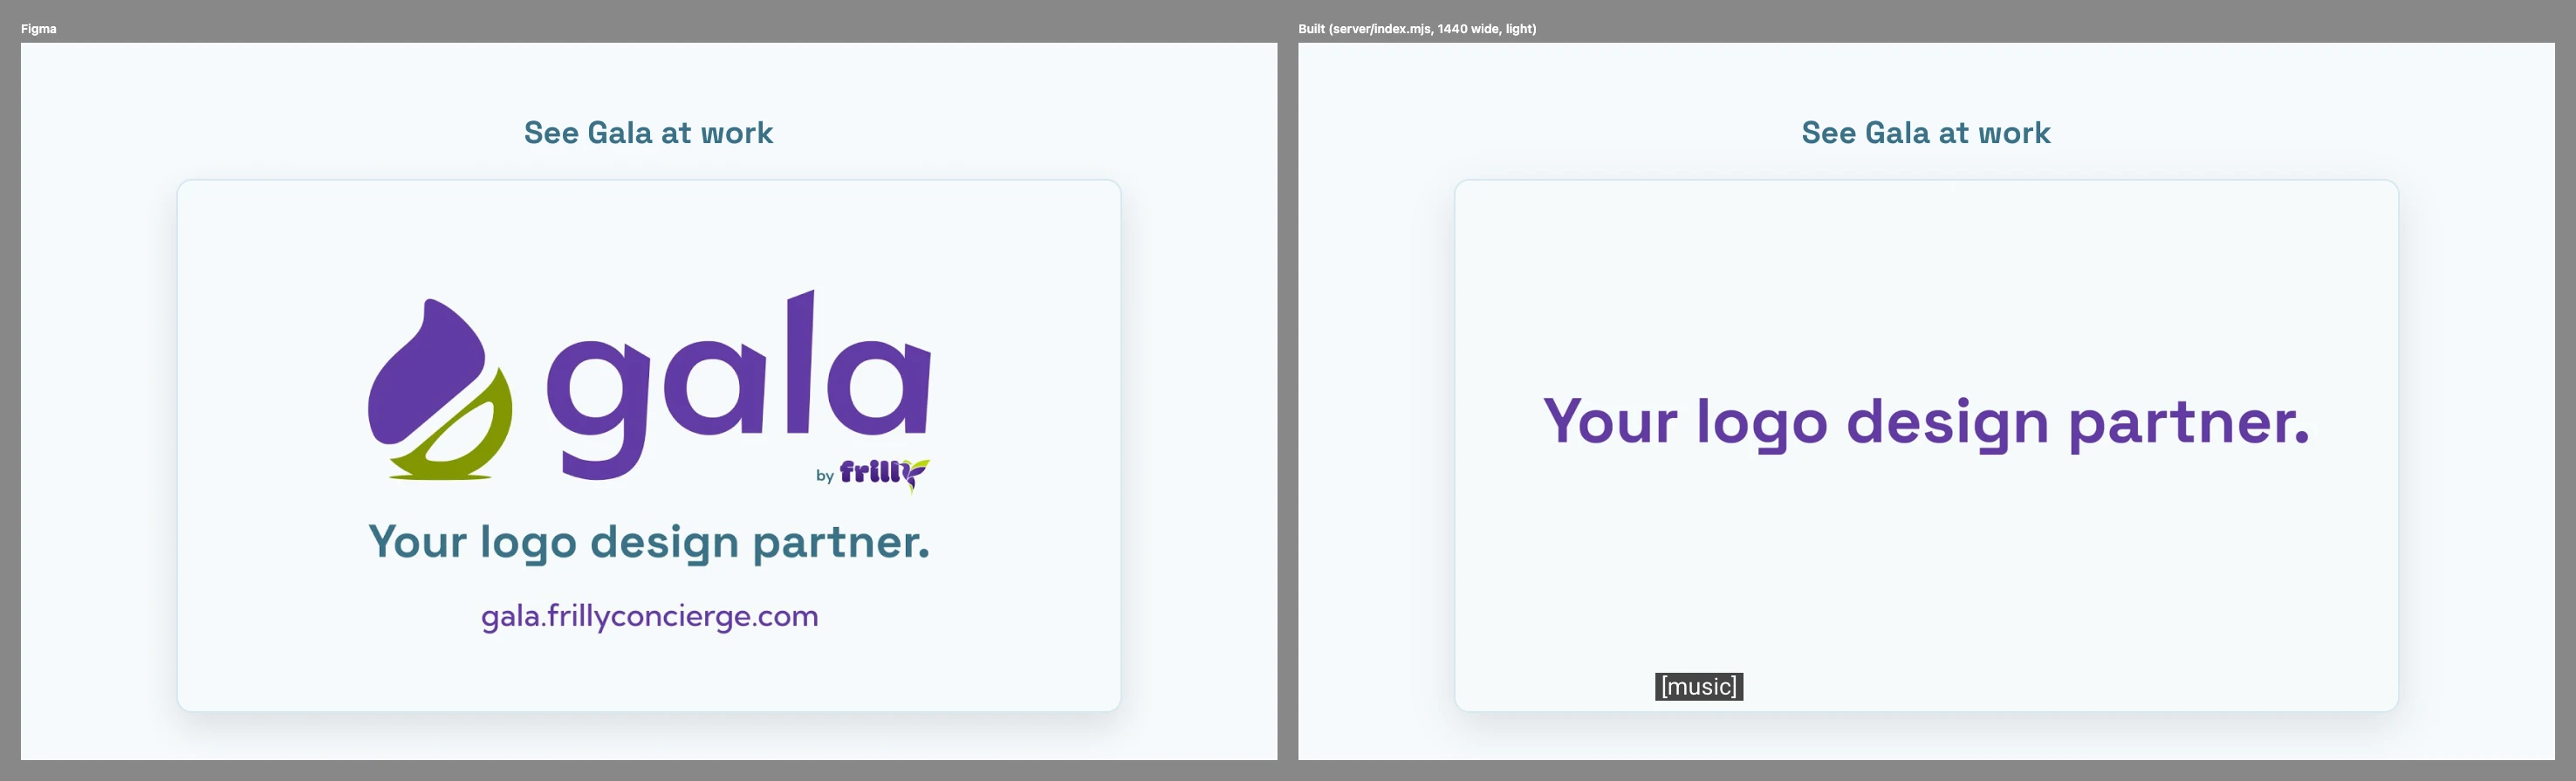 Figma
See Gala at work
gala
by frilly
Your logo design partner.
gala.frillyconcierge.com
Built (server/index.mjs, 1440 wide, light)
See Gala at work
Your logo design partner.
[music]